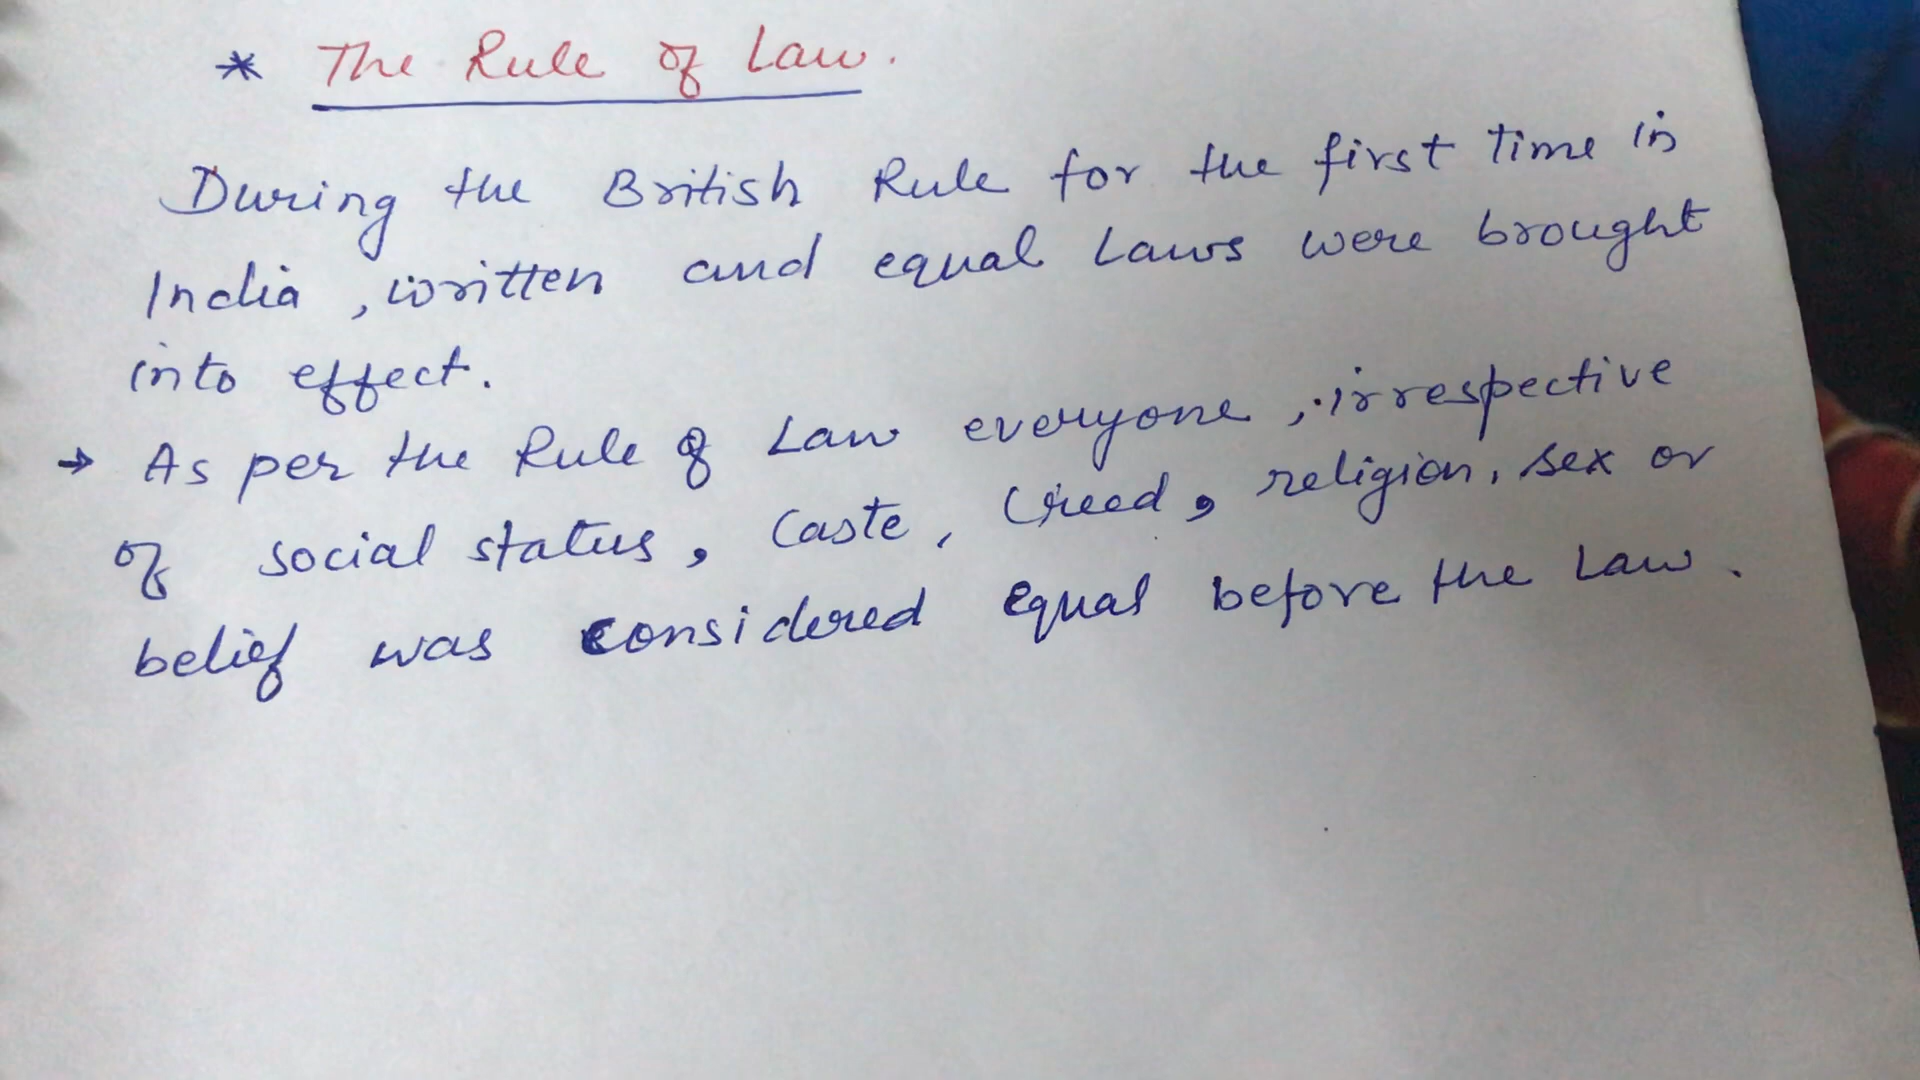 * The Rule of Law.
During the British Rule for the first time in
India, written and equal Laws were brought
into effect.
→ As per the Rule of Law everyone, irrespective
of social status, Caste, Creed, religion, sex or
belief was considered equal before the Law.